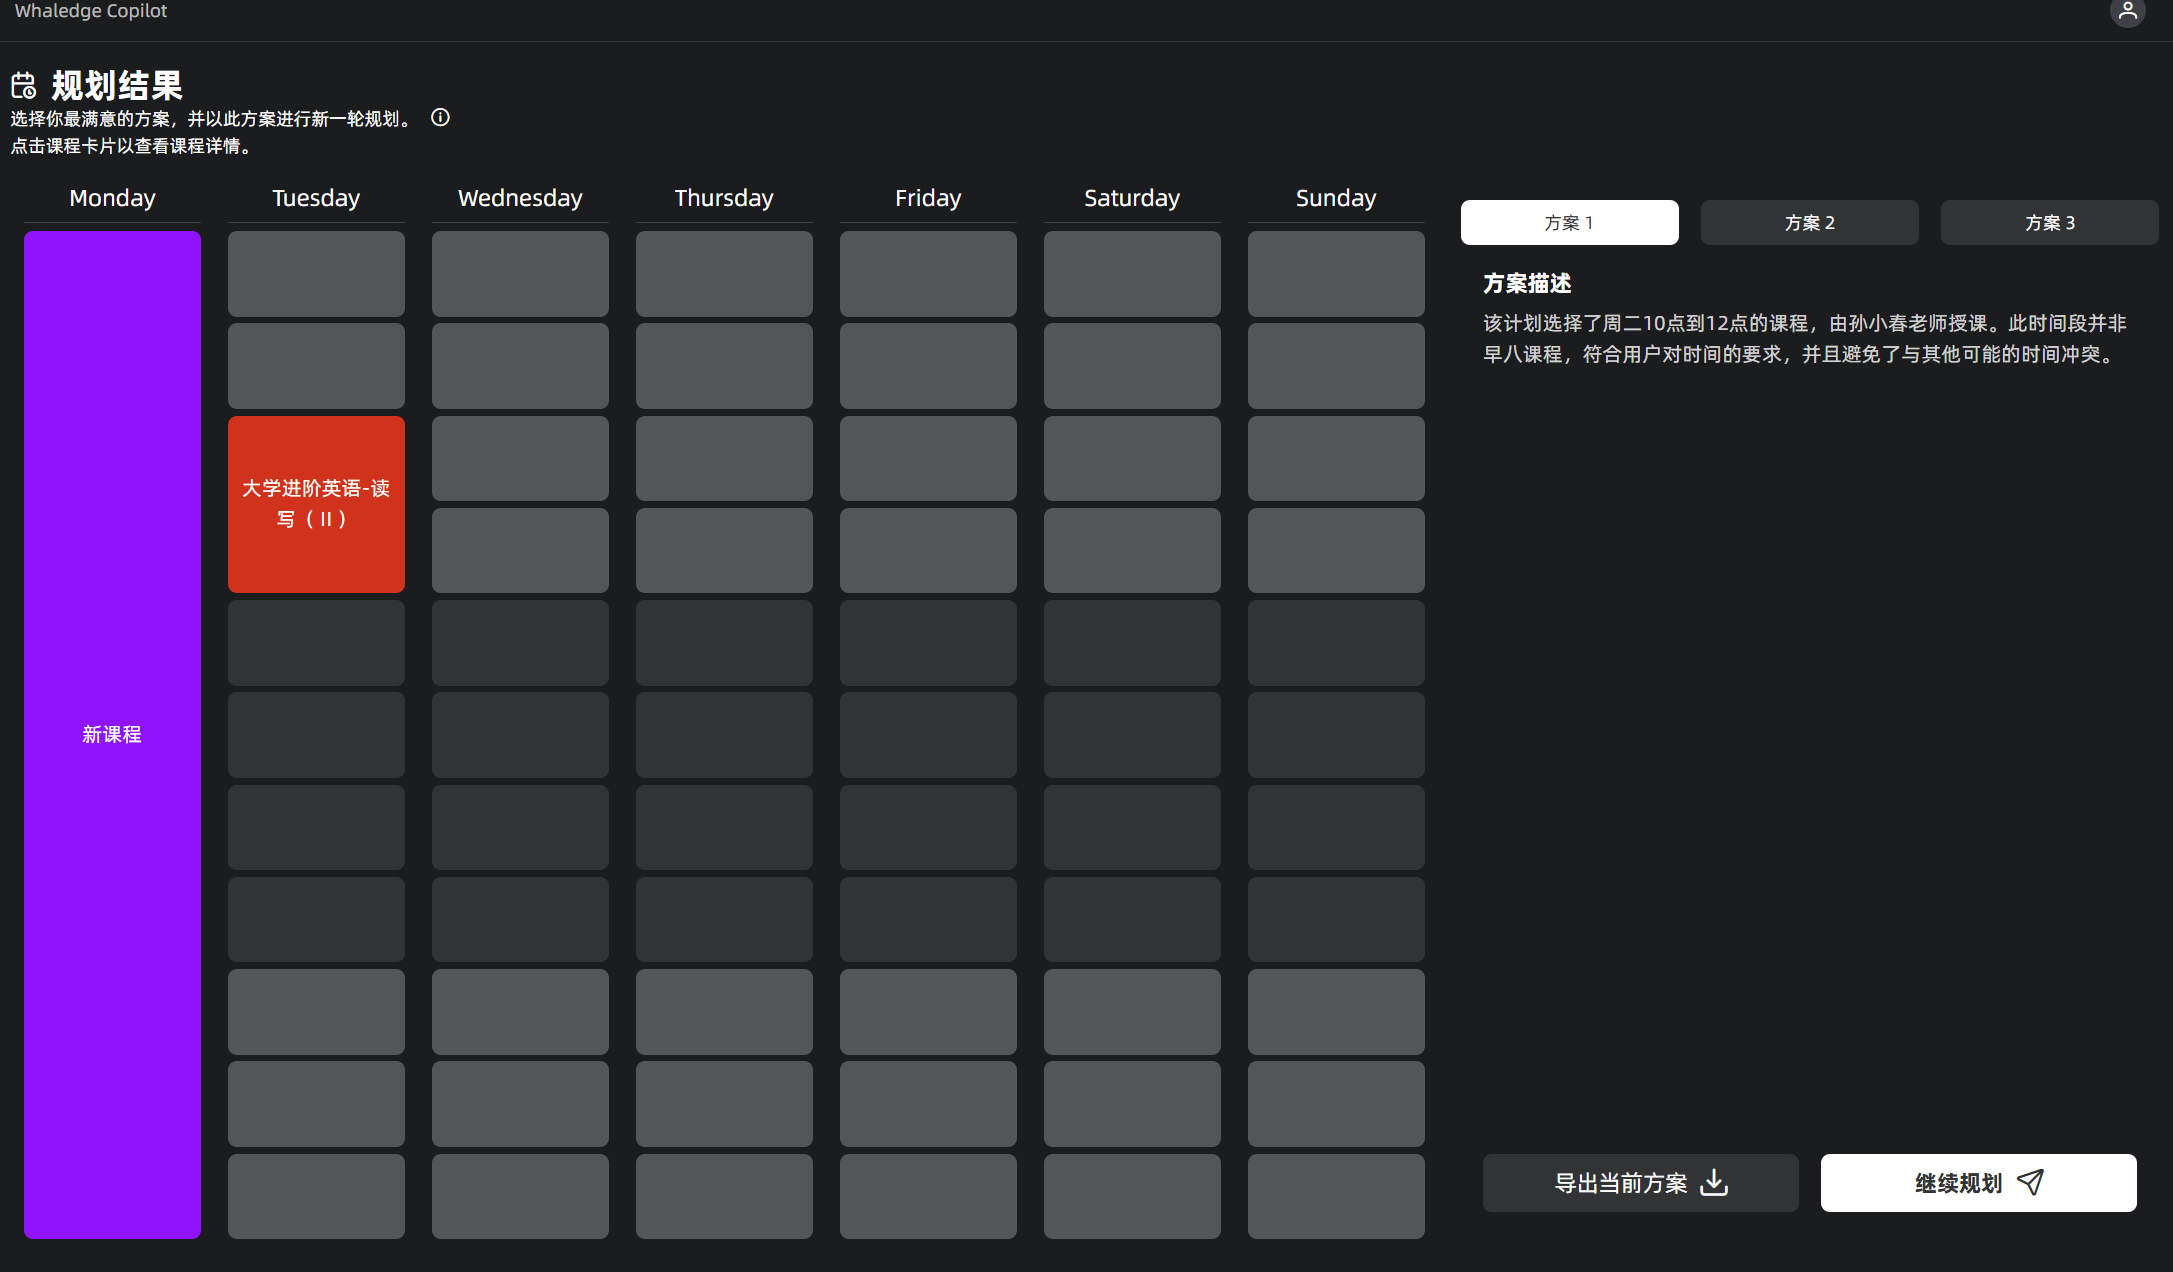 Whaledge Copilot
规划结果
选择你最满意的方案，并以此方案进行新一轮规划。
点击课程卡片以查看课程详情。
Monday
Tuesday
Wednesday
Thursday
Friday
Saturday
Sunday
新课程
大学进阶英语-读
写（ II ）
方案 1
方案 2
方案 3
方案描述
该计划选择了周二10点到12点的课程，由孙小春老师授课。此时间段并非
早八课程，符合用户对时间的要求，并且避免了与其他可能的时间冲突。
导出当前方案
继续规划